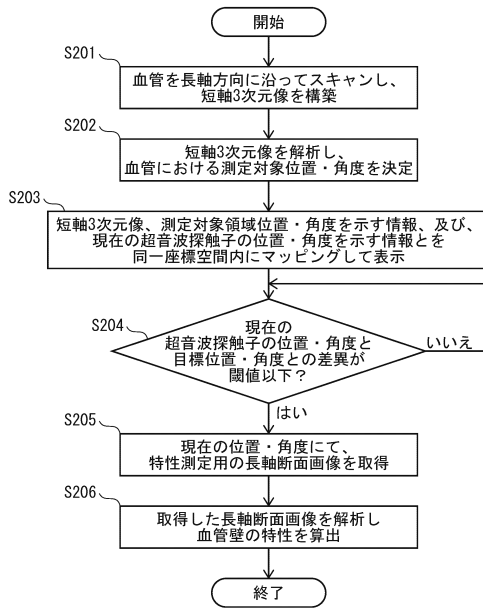 開始
S201
血管を長軸方向に沿ってスキャンし、
短軸3次元像を構築
S202
短軸3次元像を解析し、
血管における測定対象位置・角度を決定
S203
短軸3次元像、測定対象領域位置・角度を示す情報、及び、
現在の超音波探触子の位置・角度を示す情報とを
同一座標空間内にマッピングして表示
S204
現在の
超音波探触子の位置・角度と
目標位置・角度との差異が
閾値以下?
いいえ
はい
S205
現在の位置・角度にて、
特性測定用の長軸断面画像を取得
S206
取得した長軸断面画像を解析し
血管壁の特性を算出
終了